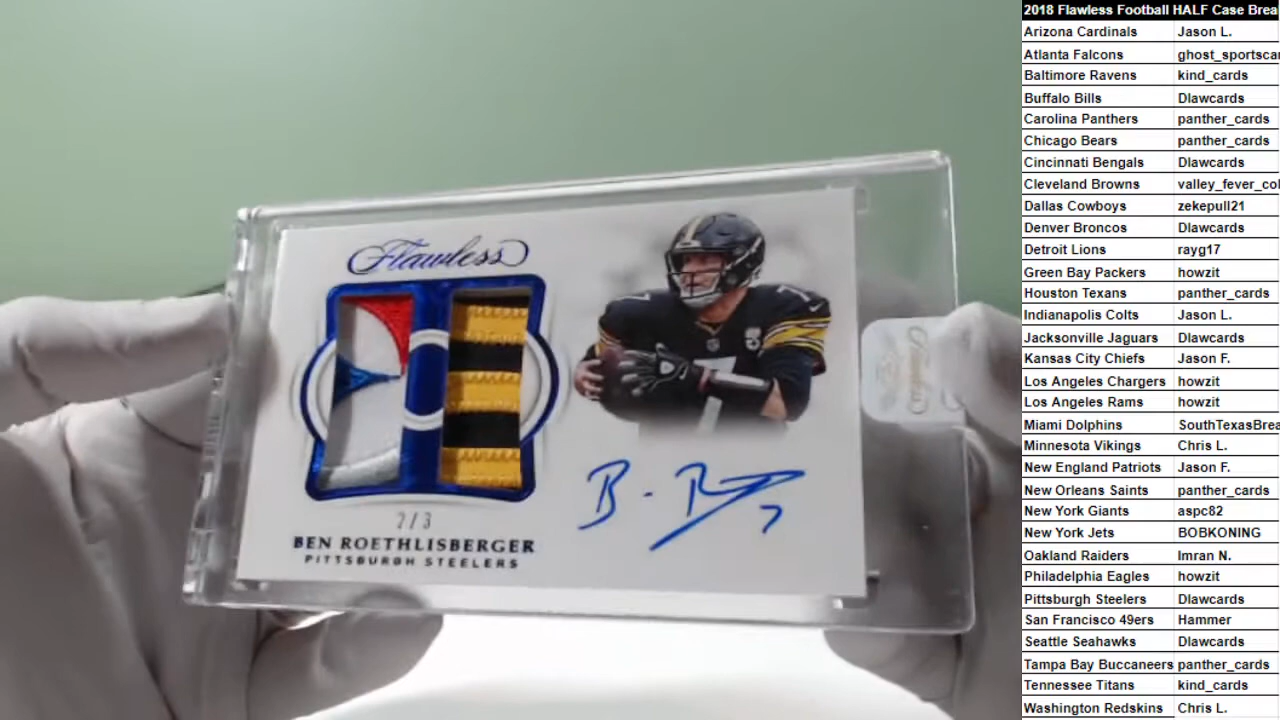 Flawless
2/3
BEN ROETHLISBERGER
PITTSBURGH STEELERS
B-R 7
7
7
Flawless
2018 Flawless Football HALF Case Brea
Arizona Cardinals Jason L.
Atlanta Falcons ghost_sportsca
Baltimore Ravens kind_cards
Buffalo Bills Dlawcards
Carolina Panthers panther_cards
Chicago Bears panther_cards
Cincinnati Bengals Dlawcards
Cleveland Browns valley_fever_col
Dallas Cowboys zekepull21
Denver Broncos Dlawcards
Detroit Lions rayg17
Green Bay Packers howzit
Houston Texans panther_cards
Indianapolis Colts Jason L.
Jacksonville Jaguars Dlawcards
Kansas City Chiefs Jason F.
Los Angeles Chargers howzit
Los Angeles Rams howzit
Miami Dolphins SouthTexasBrea
Minnesota Vikings Chris L.
New England Patriots Jason F.
New Orleans Saints panther_cards
New York Giants aspc82
New York Jets BOBKONING
Oakland Raiders Imran N.
Philadelphia Eagles howzit
Pittsburgh Steelers Dlawcards
San Francisco 49ers Hammer
Seattle Seahawks Dlawcards
Tampa Bay Buccaneers panther_cards
Tennessee Titans kind_cards
Washington Redskins Chris L.